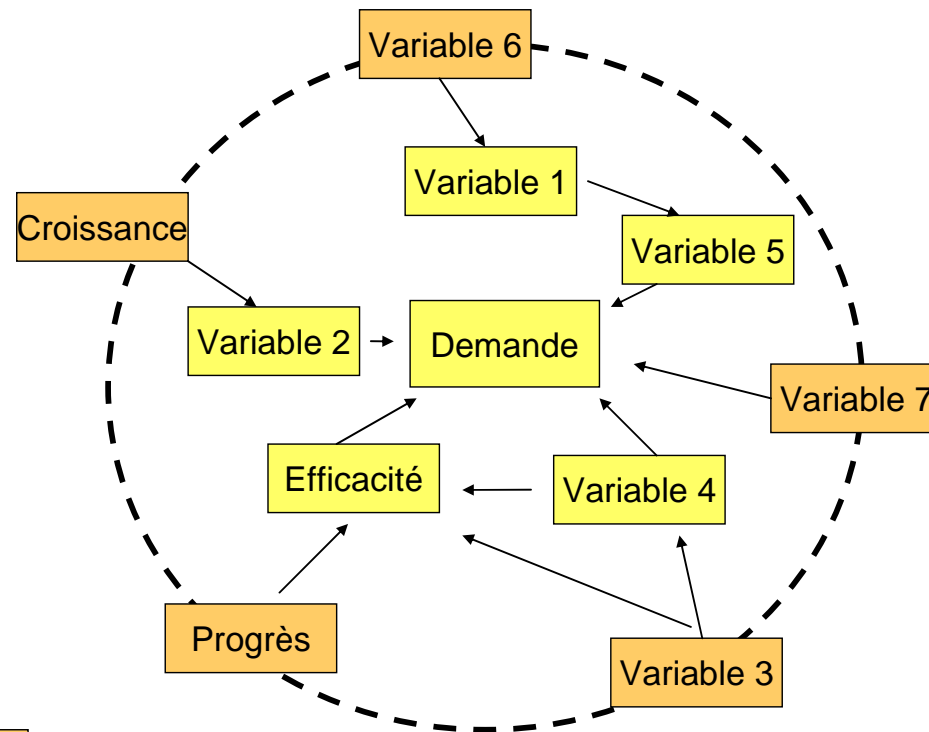 Variable 6
Variable 1
Croissance
Variable 5
Variable 2
Demande
Variable 7
Efficacité
Variable 4
Progrès
Variable 3